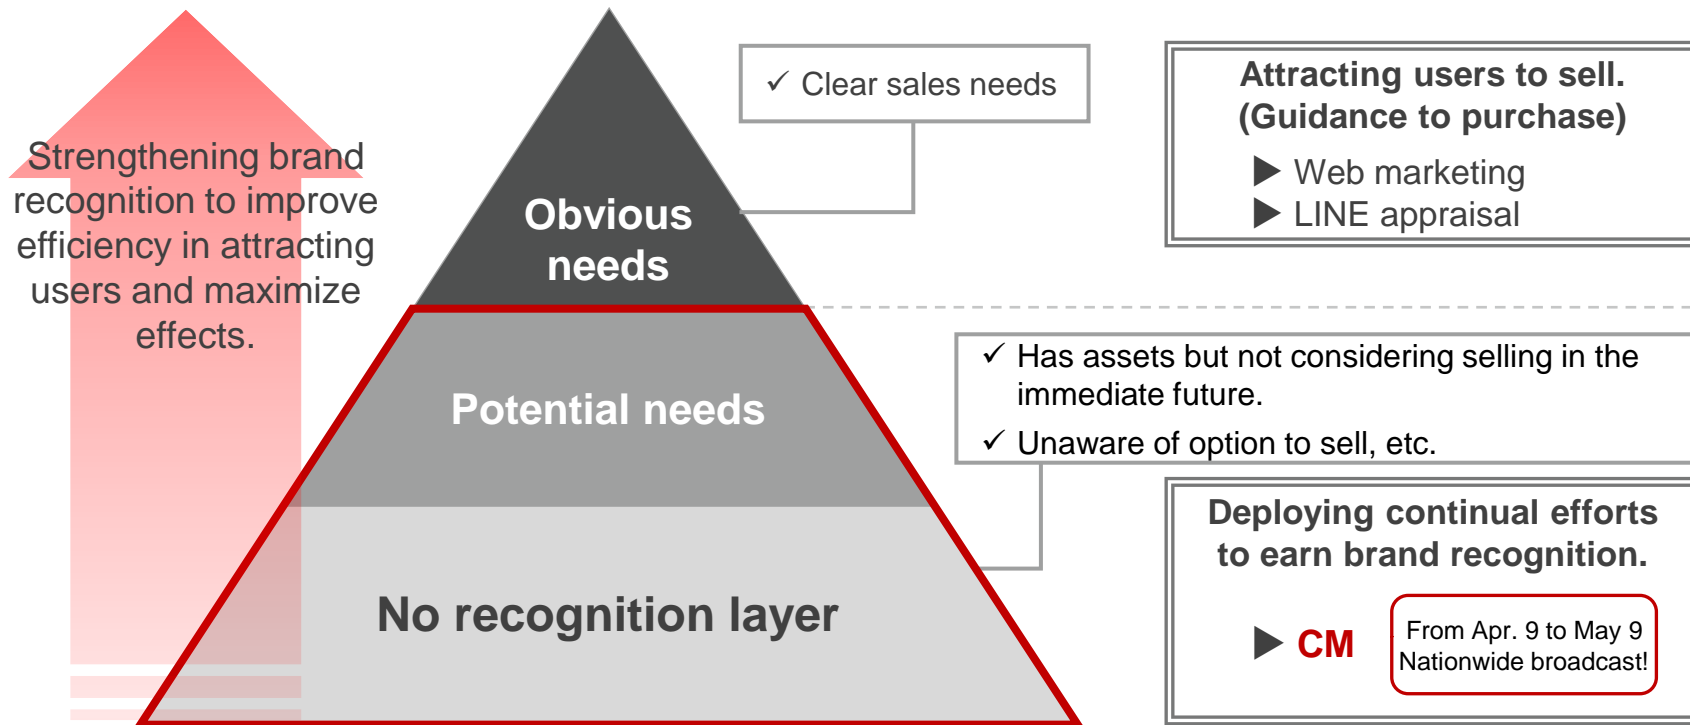 Strengthening brand
recognition to improve
efficiency in attracting
users and maximize
effects.
Obvious
needs
Potential needs
No recognition layer
✓ Clear sales needs
Attracting users to sell.
(Guidance to purchase)
▶ Web marketing
▶ LINE appraisal
✓ Has assets but not considering selling in the
immediate future.
✓ Unaware of option to sell, etc.
Deploying continual efforts
to earn brand recognition.
▶ CM
From Apr. 9 to May 9
Nationwide broadcast!